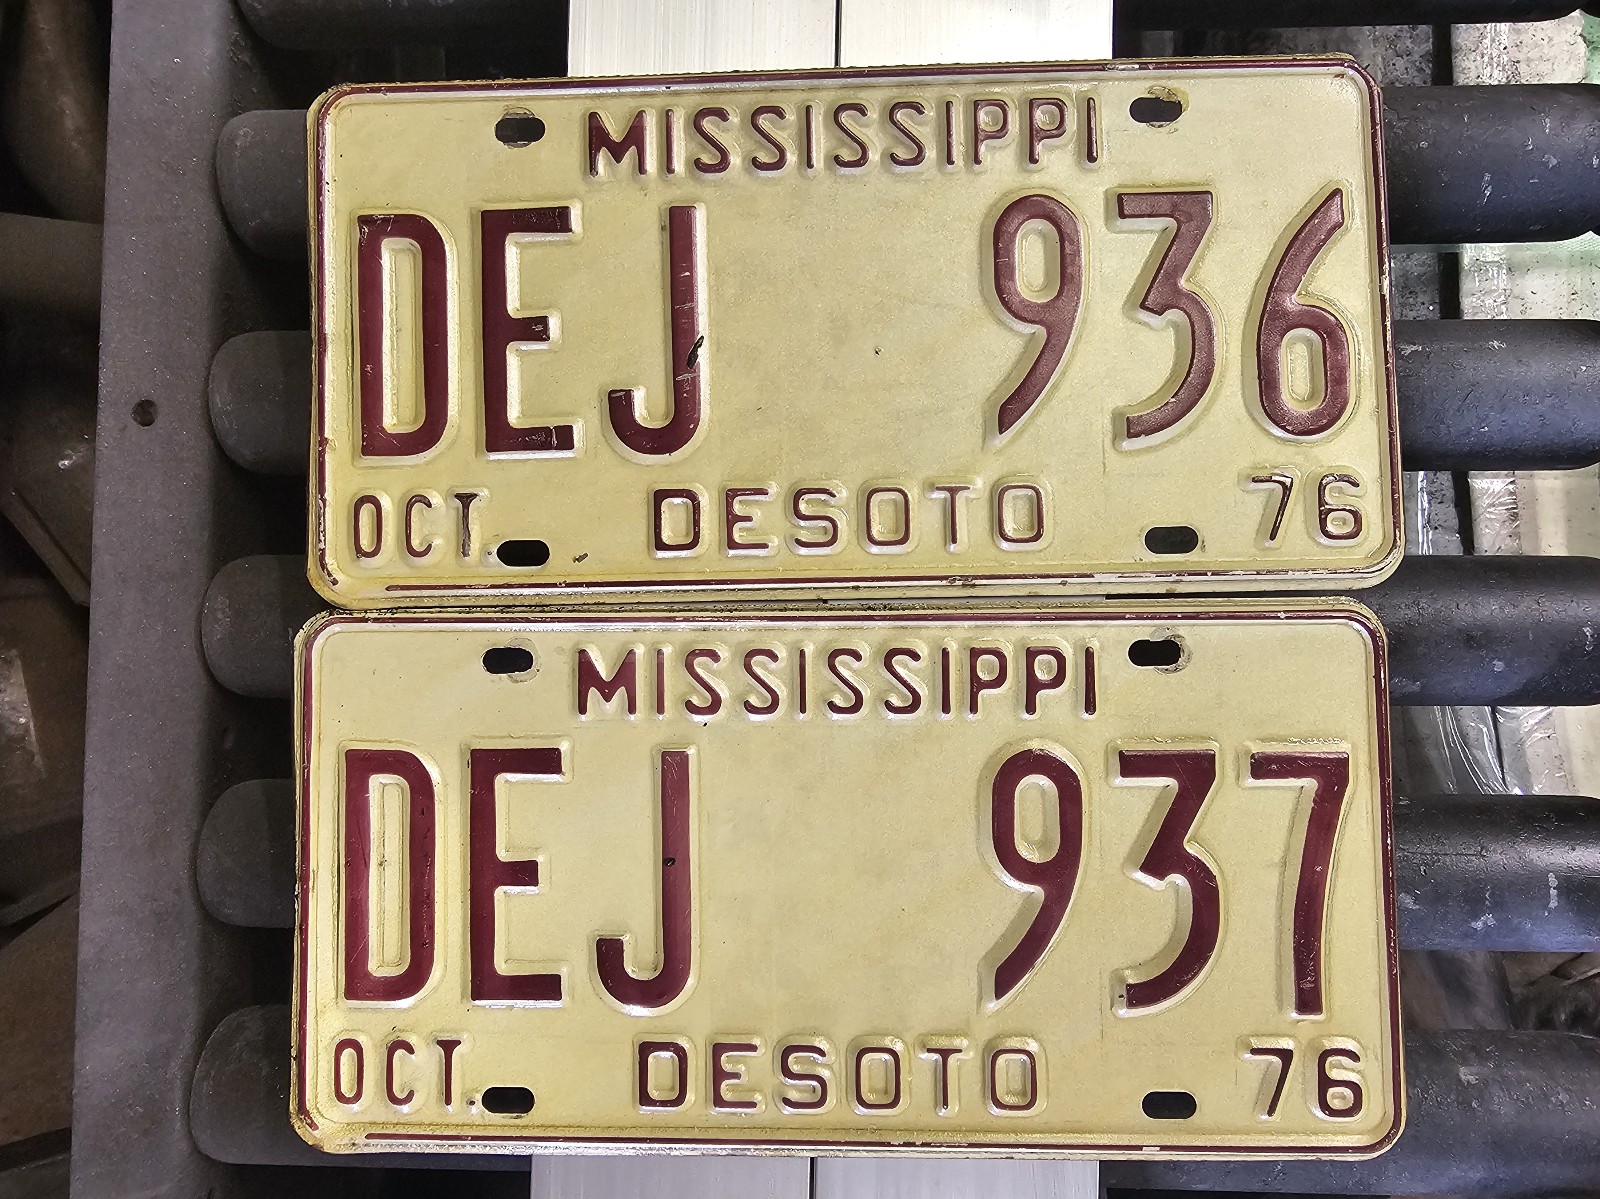 MISSISSIPPI
DEJ 936
OCT. DESOTO 76
MISSISSIPPI
DEJ 937
OCT. DESOTO 76